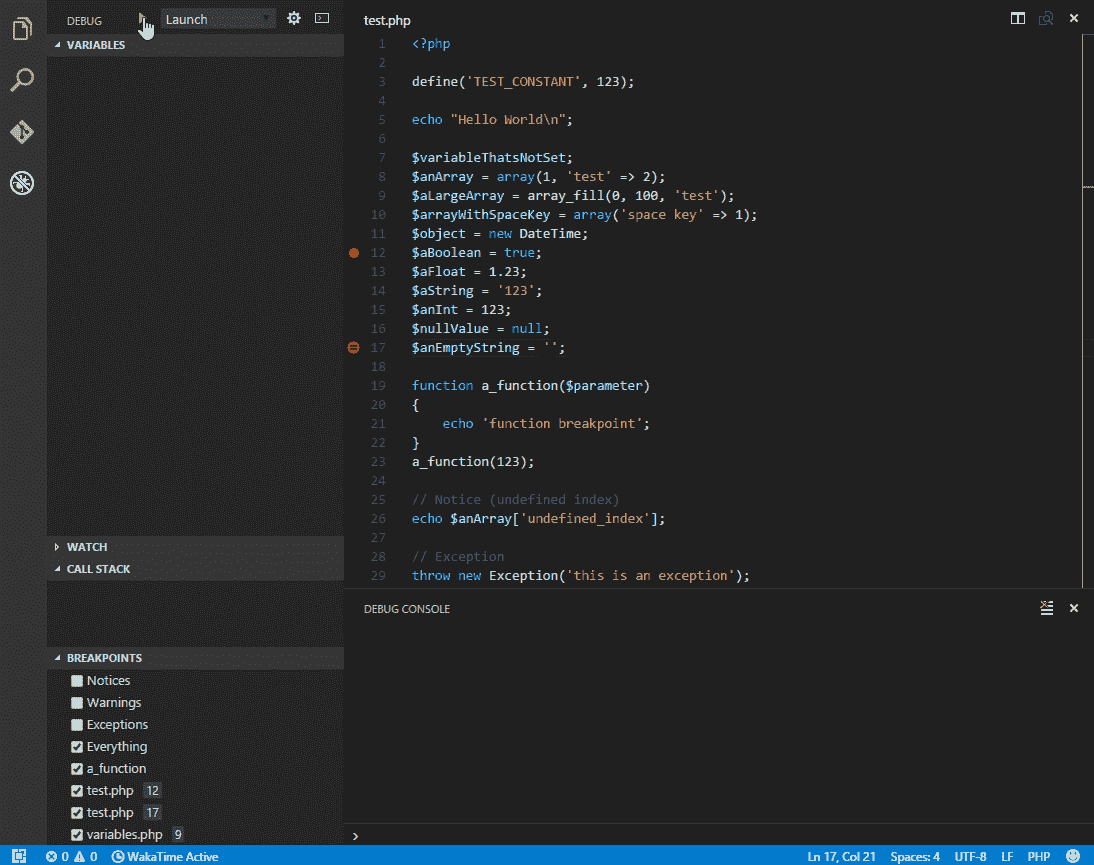 DEBUG
Launch
VARIABLES
WATCH
CALL STACK
BREAKPOINTS
Notices
Warnings
Exceptions
Everything
a_function
test.php 12
test.php 17
variables.php 9
test.php
1 <?php
2
3 define('TEST_CONSTANT', 123);
4
5 echo "Hello World\n";
6
7 $variableThatsNotSet;
8 $anArray = array(1, 'test' => 2);
9 $aLargeArray = array_fill(0, 100, 'test');
10 $arrayWithSpaceKey = array('space key' => 1);
11 $object = new DateTime;
12 $aBoolean = true;
13 $aFloat = 1.23;
14 $aString = '123';
15 $anInt = 123;
16 $nullValue = null;
17 $anEmptyString = '';
18
19 function a_function($parameter)
20 {
21     echo 'function breakpoint';
22 }
23 a_function(123);
24
25 // Notice (undefined index)
26 echo $anArray['undefined_index'];
27
28 // Exception
29 throw new Exception('this is an exception');
DEBUG CONSOLE
>
0 0 WakaTime Active Ln 17, Col 21 Spaces: 4 UTF-8 LF PHP